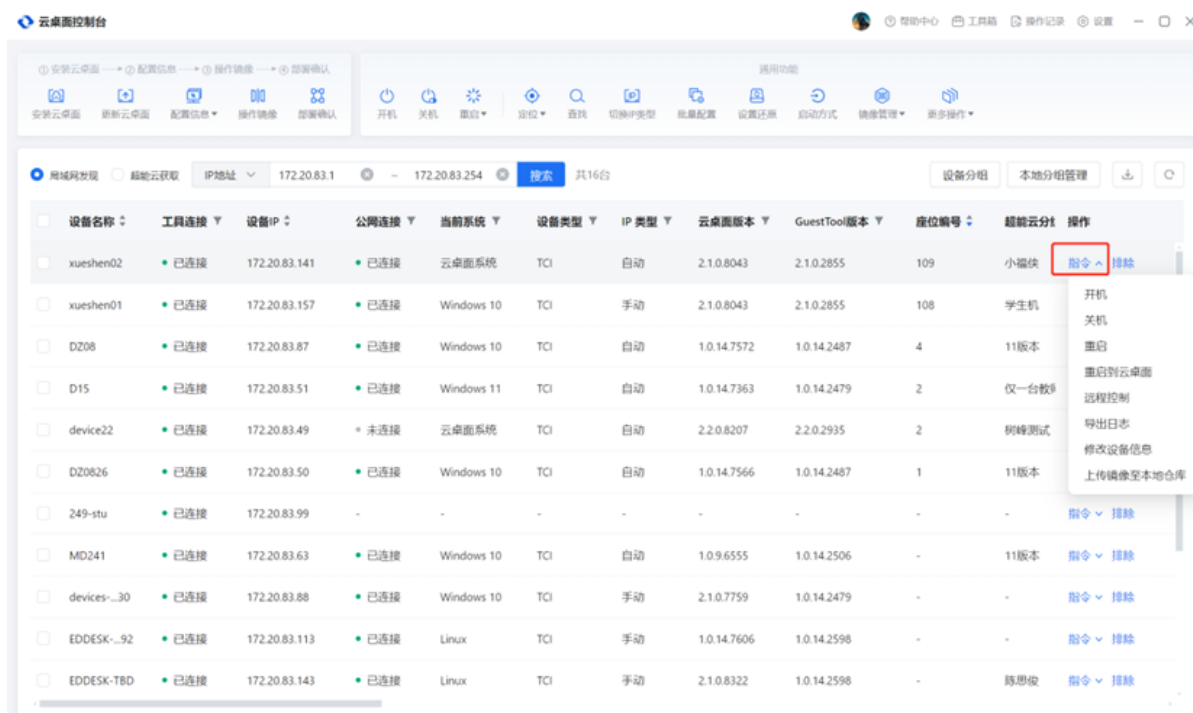 云桌面控制台 帮助中心 工具箱 操作记录 设置
① 安装云桌面 ② 配置信息 ③ 操作镜像 ④ 部署确认 通用功能
安装云桌面 更新云桌面 配置信息 操作镜像 部署确认 开机 关机 重启 定位 查找 切换IP类型 批量配置 设置还原 启动方式 镜像管理 更多操作
局域网发现 超能云获取 IP地址 172.20.83.1 ~ 172.20.83.254 搜索 共16台 设备分组 本地分组管理
设备名称 工具连接 设备IP 公网连接 当前系统 设备类型 IP 类型 云桌面版本 GuestTool版本 座位编号 超能云分组 操作
xueshen02 已连接 172.20.83.141 已连接 云桌面系统 TCI 自动 2.1.0.8043 2.1.0.2855 109 小福侠 指令 排除
xueshen01 已连接 172.20.83.157 已连接 Windows 10 TCI 手动 2.1.0.8043 2.1.0.2855 108 学生机
DZ08 已连接 172.20.83.87 已连接 Windows 10 TCI 自动 1.0.14.7572 1.0.14.2487 4 11版本
D15 已连接 172.20.83.51 已连接 Windows 11 TCI 自动 1.0.14.7363 1.0.14.2479 2 仅一台教师
device22 已连接 172.20.83.49 未连接 云桌面系统 TCI 自动 2.2.0.8207 2.2.0.2935 2 树峰测试
DZ0826 已连接 172.20.83.50 已连接 Windows 10 TCI 自动 1.0.14.7566 1.0.14.2487 1 11版本
开机
关机
重启
重启到云桌面
远程控制
导出日志
修改设备信息
上传镜像至本地仓库
249-stu 已连接 172.20.83.99 - - - - - - - - 指令 排除
MD241 已连接 172.20.83.63 已连接 Windows 10 TCI 自动 1.0.9.6555 1.0.14.2506 - 11版本 指令 排除
devices-...30 已连接 172.20.83.88 已连接 Windows 10 TCI 手动 2.1.0.7759 1.0.14.2479 - - 指令 排除
EDDESK-...92 已连接 172.20.83.113 已连接 Linux TCI 手动 1.0.14.7606 1.0.14.2598 - - 指令 排除
EDDESK-TBD 已连接 172.20.83.143 已连接 Linux TCI 手动 2.1.0.8322 1.0.14.2598 - 陈思俊 指令 排除